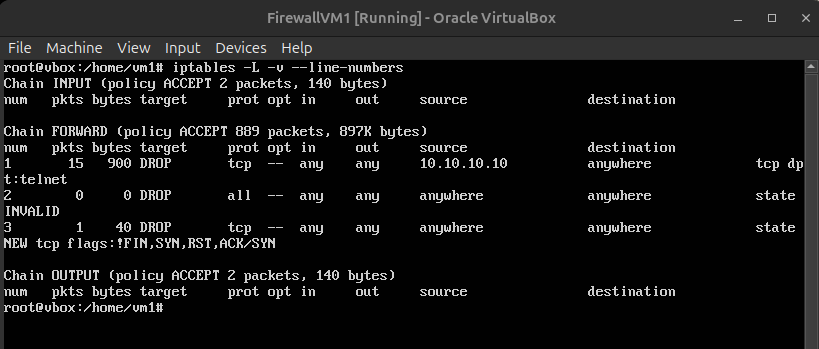 FirewallVM1 [Running] - Oracle VirtualBox
File Machine View Input Devices Help
root@vbox:/home/vm1# iptables -L -v --line-numbers
Chain INPUT (policy ACCEPT 2 packets, 140 bytes)
num   pkts bytes target     prot opt in     out     source               destination

Chain FORWARD (policy ACCEPT 889 packets, 897K bytes)
num   pkts bytes target     prot opt in     out     source               destination
1       15   900 DROP       tcp  --  any    any     10.10.10.10          anywhere             tcp dp
t:telnet
2        0     0 DROP       all  --  any    any     anywhere             anywhere             state
INVALID
3        1    40 DROP       tcp  --  any    any     anywhere             anywhere             state
NEW tcp flags:!FIN,SYN,RST,ACK/SYN

Chain OUTPUT (policy ACCEPT 2 packets, 140 bytes)
num   pkts bytes target     prot opt in     out     source               destination
root@vbox:/home/vm1#